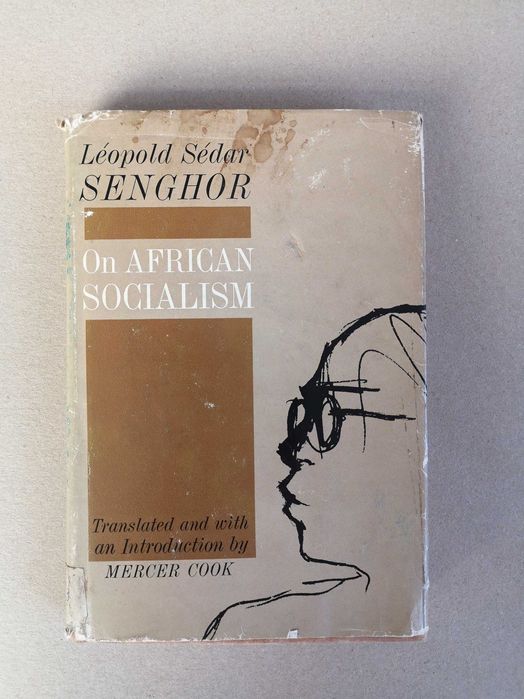 Léopold Sédar
SENGHOR
On AFRICAN
SOCIALISM
Translated and with
an Introduction by
MERCER COOK